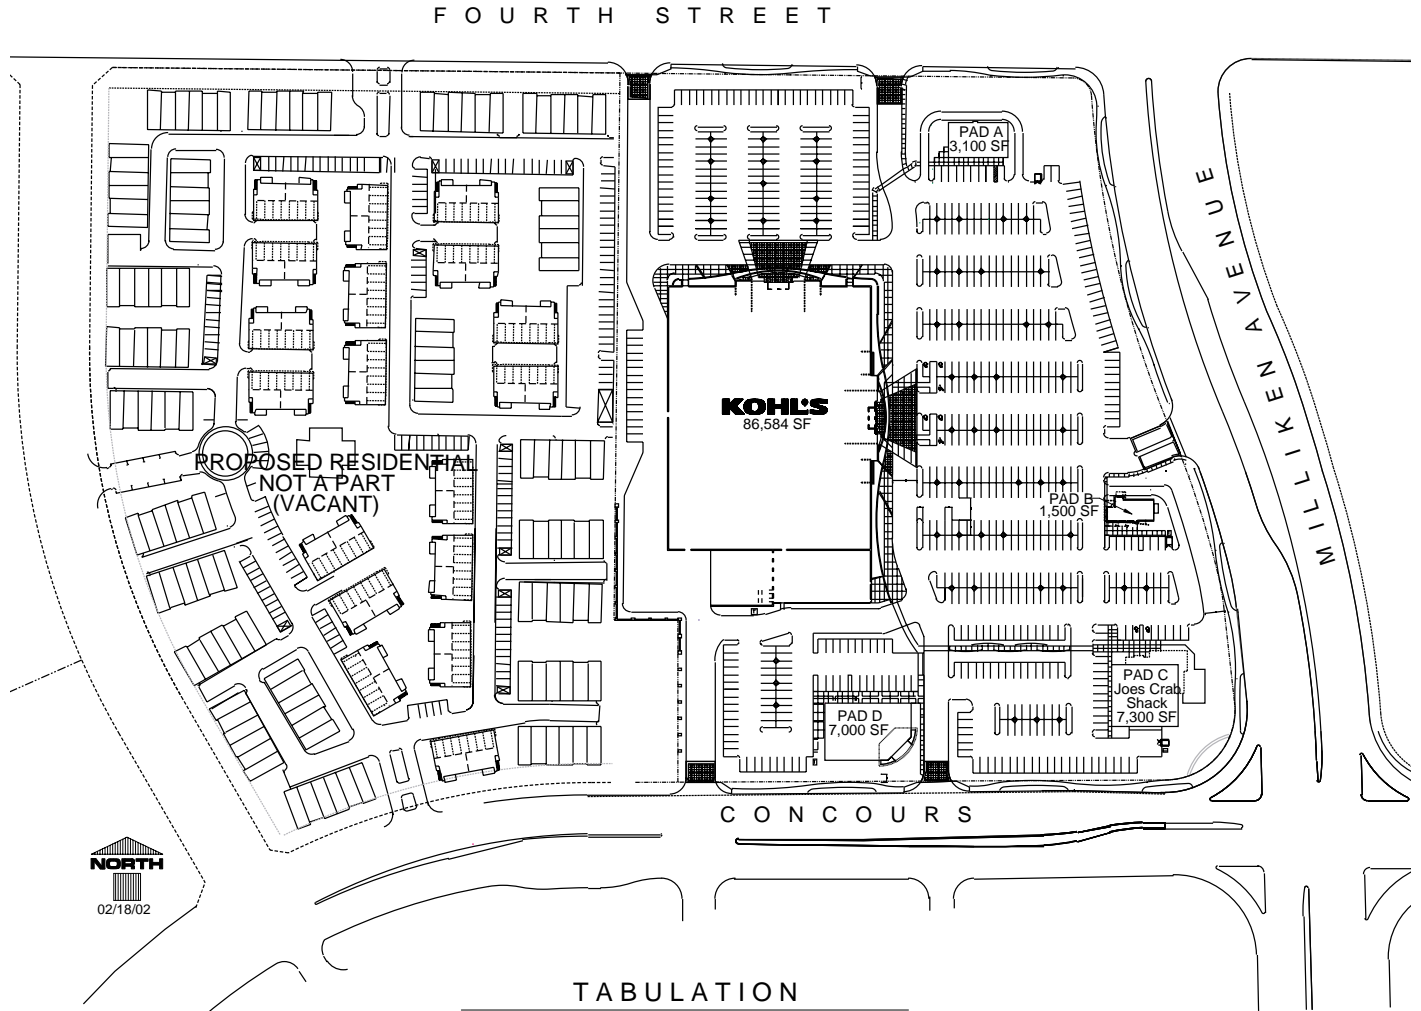 FOURTH STREET
PAD A
3,100 SF
MILLIKEN AVENUE
KOHL'S
86,584 SF
PROPOSED RESIDENTIAL
NOT A PART
(VACANT)
PAD B
1,500 SF
PAD C
Joes Crab
Shack
7,300 SF
PAD D
7,000 SF
CONCOURS
NORTH
02/18/02
TABULATION